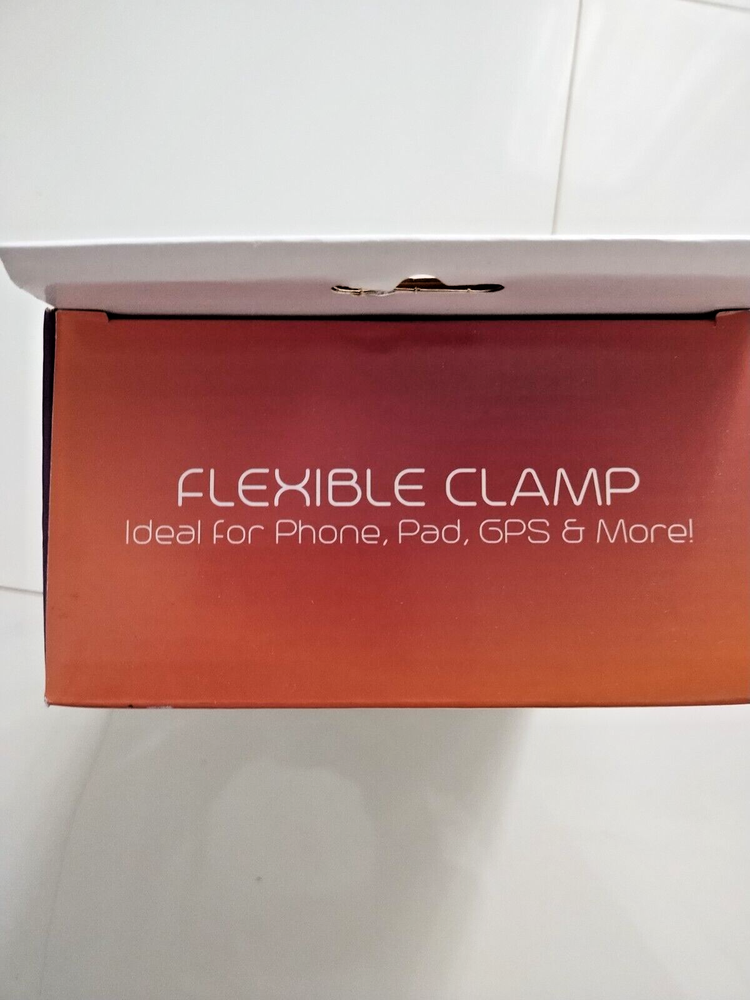 FLEXIBLE CLAMP
Ideal for Phone, Pad, GPS & More!